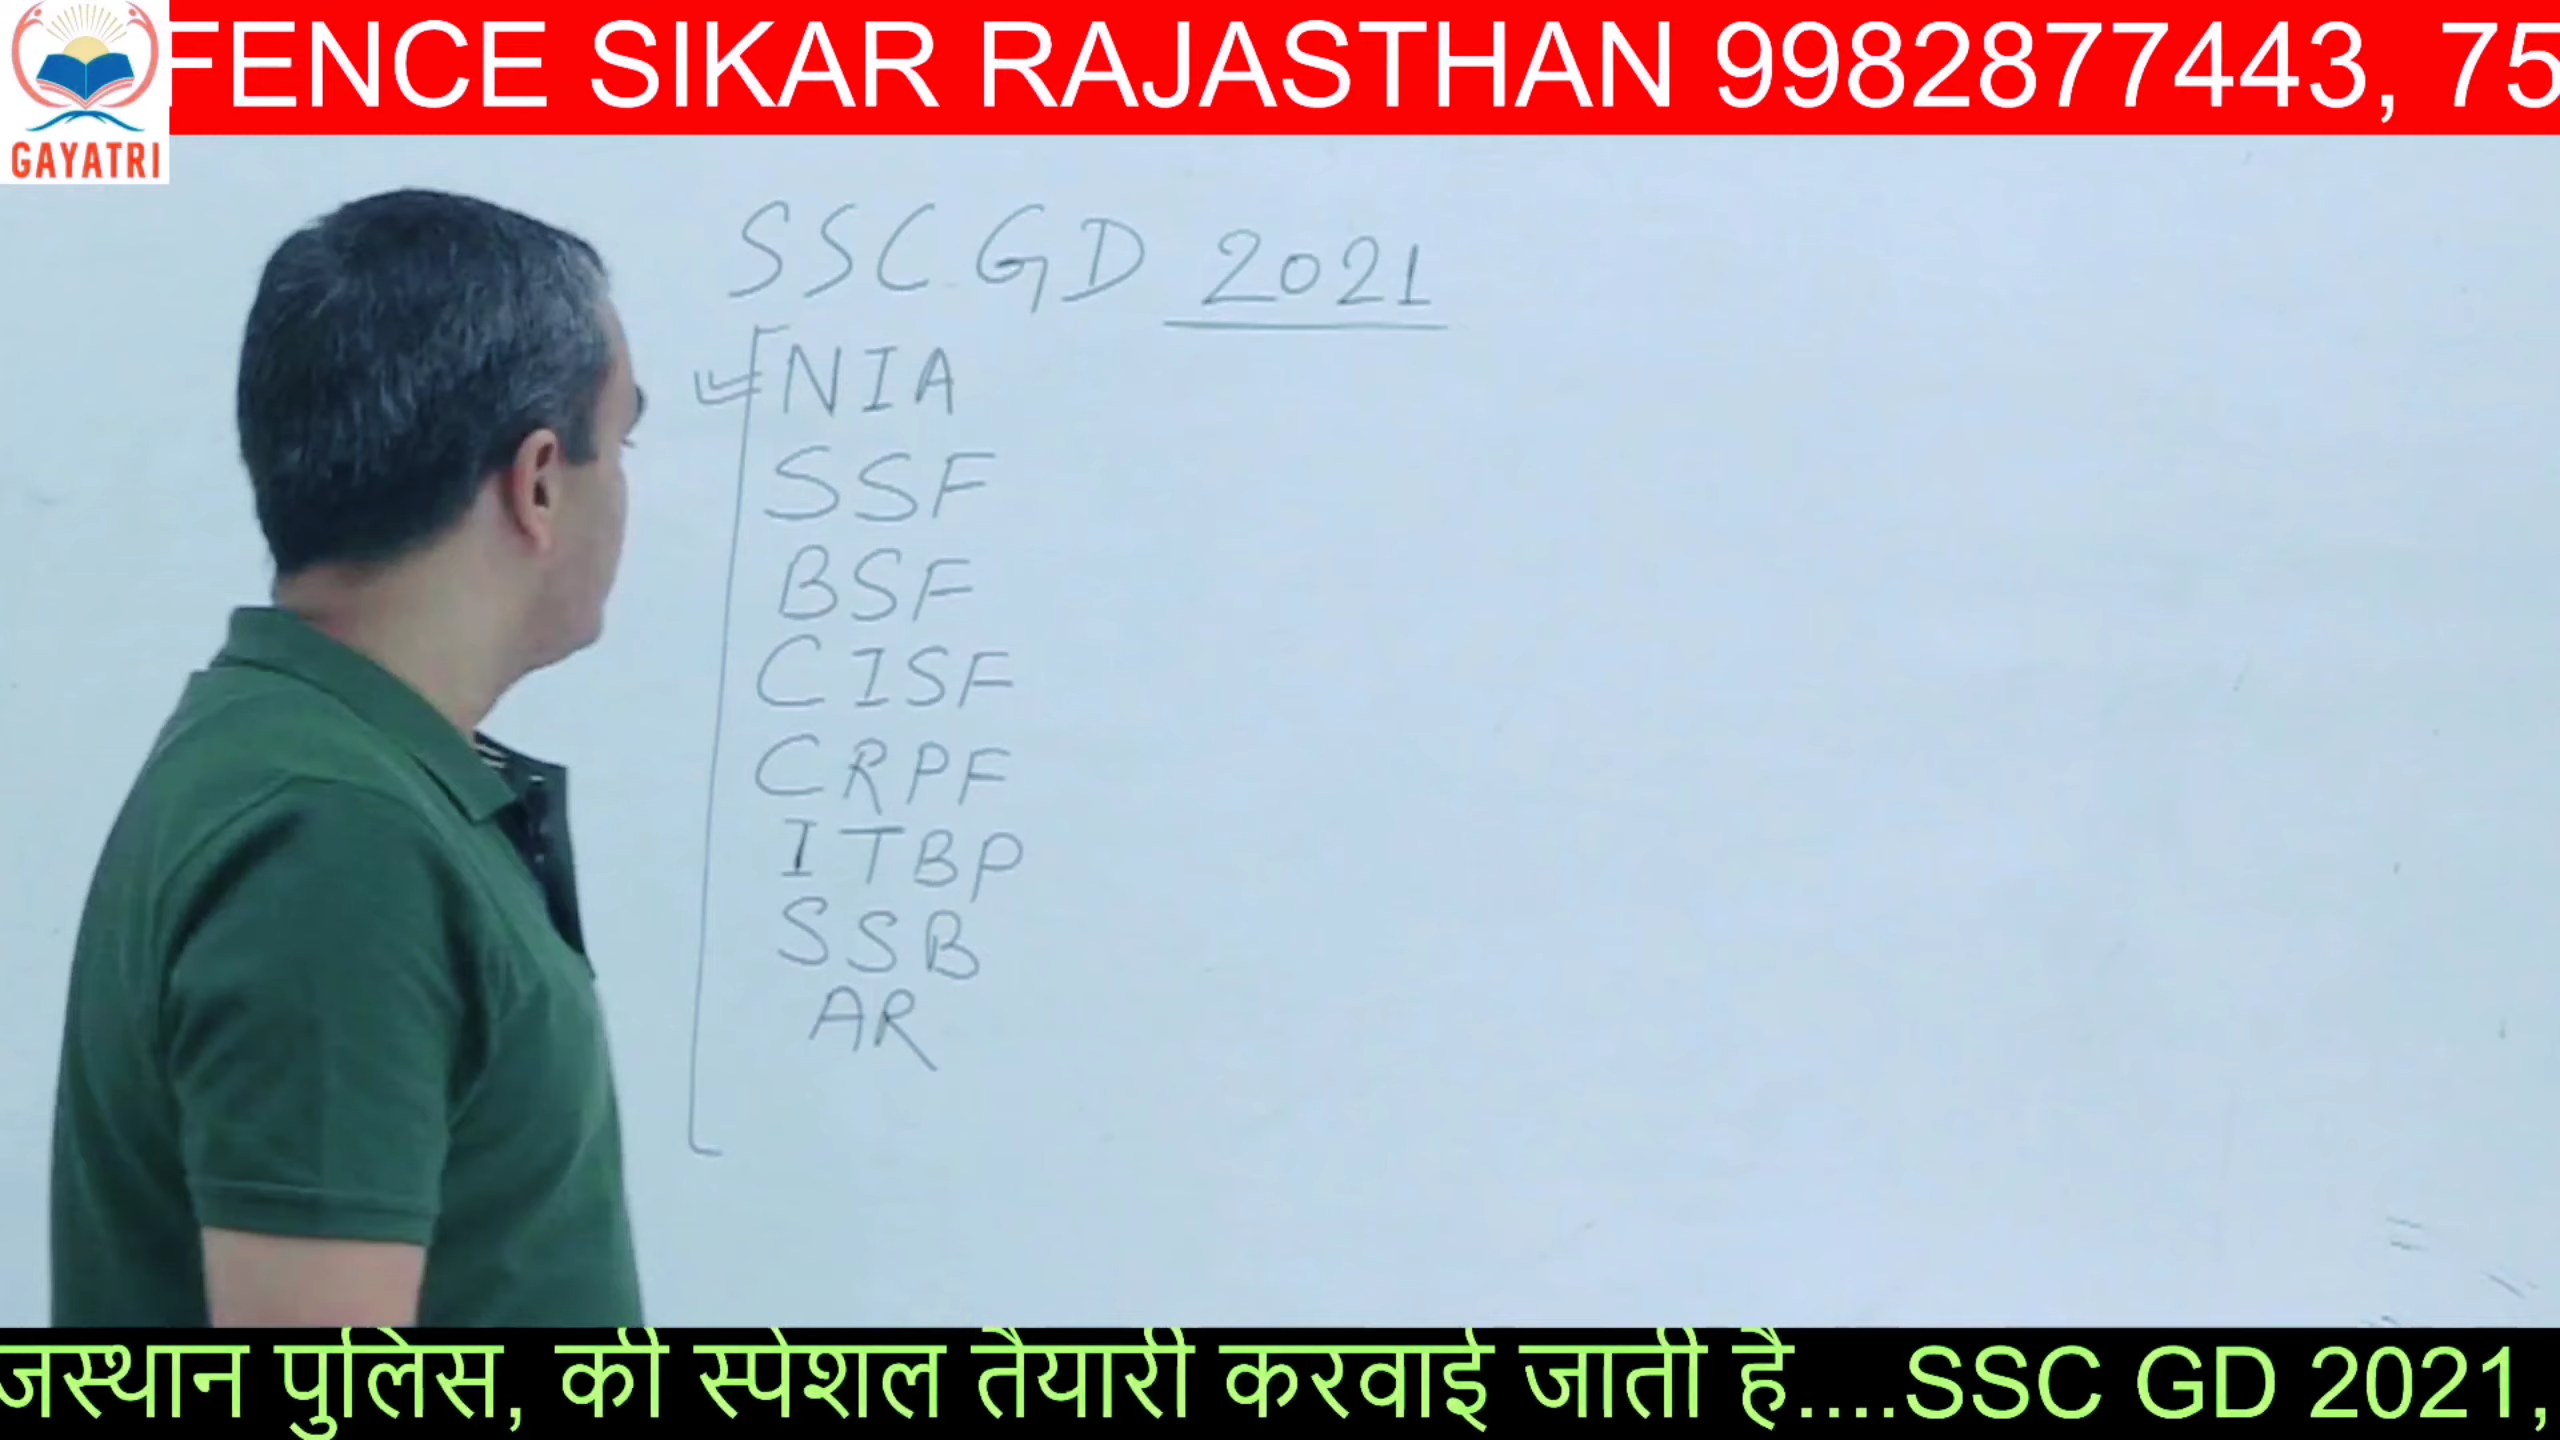 FENCE SIKAR RAJASTHAN 9982877443, 75
GAYATRI
SSC GD 2021
NIA
SSF
BSF
CISF
CRPF
ITBP
SSB
AR
जस्थान पुलिस, की स्पेशल तैयारी करवाई जाती है....SSC GD 2021,